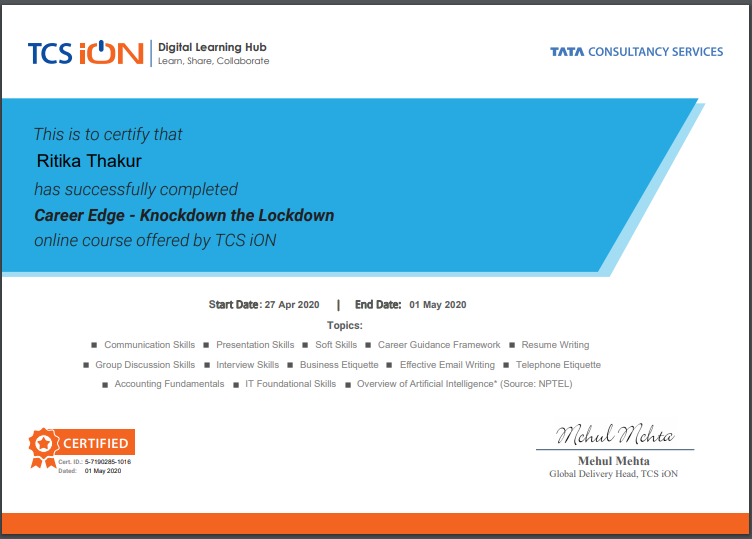 TCS iON
Digital Learning Hub
Learn, Share, Collaborate
TATA CONSULTANCY SERVICES
This is to certify that
Ritika Thakur
has successfully completed
Career Edge - Knockdown the Lockdown
online course offered by TCS iON
Start Date: 27 Apr 2020 | End Date: 01 May 2020
Topics:
■ Communication Skills ■ Presentation Skills ■ Soft Skills ■ Career Guidance Framework ■ Resume Writing
■ Group Discussion Skills ■ Interview Skills ■ Business Etiquette ■ Effective Email Writing ■ Telephone Etiquette
■ Accounting Fundamentals ■ IT Foundational Skills ■ Overview of Artificial Intelligence* (Source: NPTEL)
CERTIFIED
Cert. ID.: 5-7190285-1016
Dated: 01 May 2020
Mehul Mehta
Mehul Mehta
Global Delivery Head, TCS iON